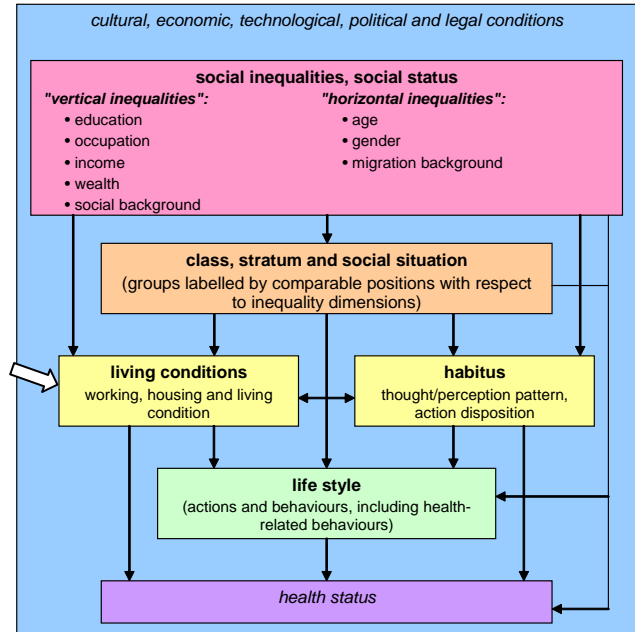 cultural, economic, technological, political and legal conditions
social inequalities, social status
"vertical inequalities":
• education
• occupation
• income
• wealth
• social background
"horizontal inequalities":
• age
• gender
• migration background
class, stratum and social situation
(groups labelled by comparable positions with respect
to inequality dimensions)
living conditions
working, housing and living
condition
habitus
thought/perception pattern,
action disposition
life style
(actions and behaviours, including health-
related behaviours)
health status